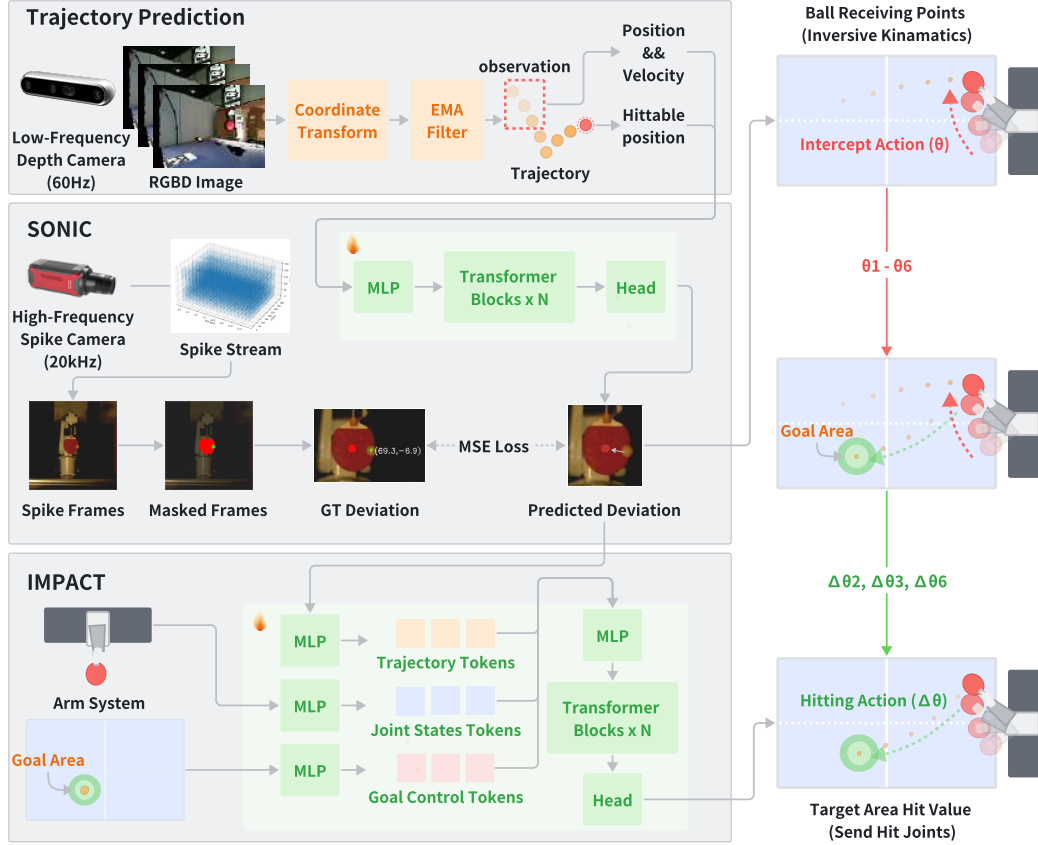 Trajectory Prediction
Low-Frequency
Depth Camera
(60Hz)
RGBD Image
Coordinate
Transform
EMA
Filter
observation
Trajectory
Position
&&
Velocity
Hittable
position
SONIC
High-Frequency
Spike Camera
(20kHz)
Spike Stream
MLP
Transformer
Blocks x N
Head
Spike Frames
Masked Frames
(69.3,-6.9)
GT Deviation
MSE Loss
Predicted Deviation
IMPACT
Arm System
Goal Area
MLP
MLP
MLP
Trajectory Tokens
Joint States Tokens
Goal Control Tokens
MLP
Transformer
Blocks x N
Head
Ball Receiving Points
(Inversive Kinamatics)
Intercept Action (θ)
θ1 - θ6
Goal Area
Δθ2, Δθ3, Δθ6
Hitting Action (Δθ)
Target Area Hit Value
(Send Hit Joints)